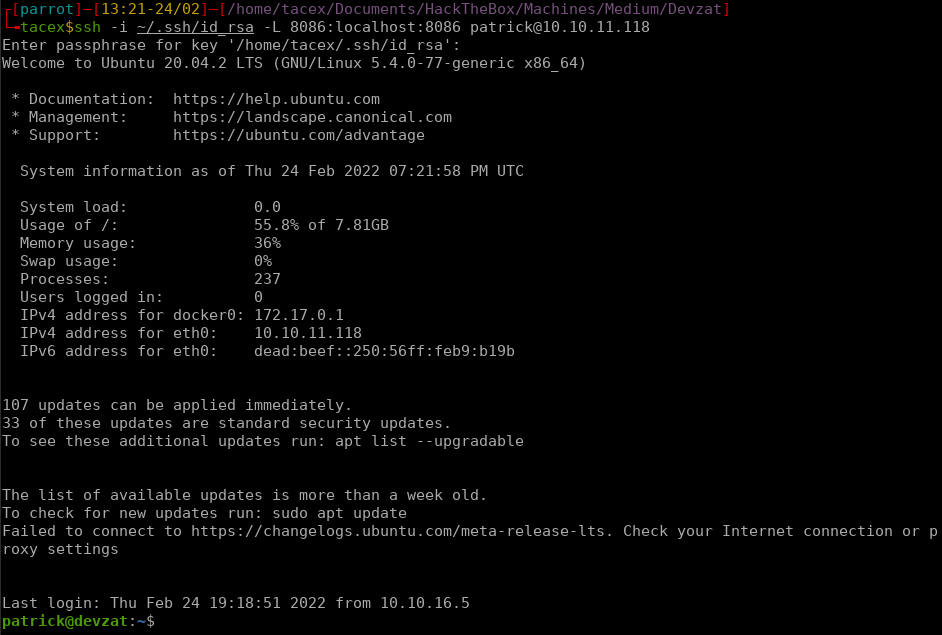 ┌[parrot]─[13:21-24/02]─[/home/tacex/Documents/HackTheBox/Machines/Medium/Devzat]
└╼tacex$ssh -i ~/.ssh/id_rsa -L 8086:localhost:8086 patrick@10.10.11.118
Enter passphrase for key '/home/tacex/.ssh/id_rsa':
Welcome to Ubuntu 20.04.2 LTS (GNU/Linux 5.4.0-77-generic x86_64)

 * Documentation:  https://help.ubuntu.com
 * Management:     https://landscape.canonical.com
 * Support:        https://ubuntu.com/advantage

  System information as of Thu 24 Feb 2022 07:21:58 PM UTC

  System load:              0.0
  Usage of /:               55.8% of 7.81GB
  Memory usage:             36%
  Swap usage:               0%
  Processes:                237
  Users logged in:          0
  IPv4 address for docker0: 172.17.0.1
  IPv4 address for eth0:    10.10.11.118
  IPv6 address for eth0:    dead:beef::250:56ff:feb9:b19b


107 updates can be applied immediately.
33 of these updates are standard security updates.
To see these additional updates run: apt list --upgradable


The list of available updates is more than a week old.
To check for new updates run: sudo apt update
Failed to connect to https://changelogs.ubuntu.com/meta-release-lts. Check your Internet connection or p
roxy settings


Last login: Thu Feb 24 19:18:51 2022 from 10.10.16.5
patrick@devzat:~$